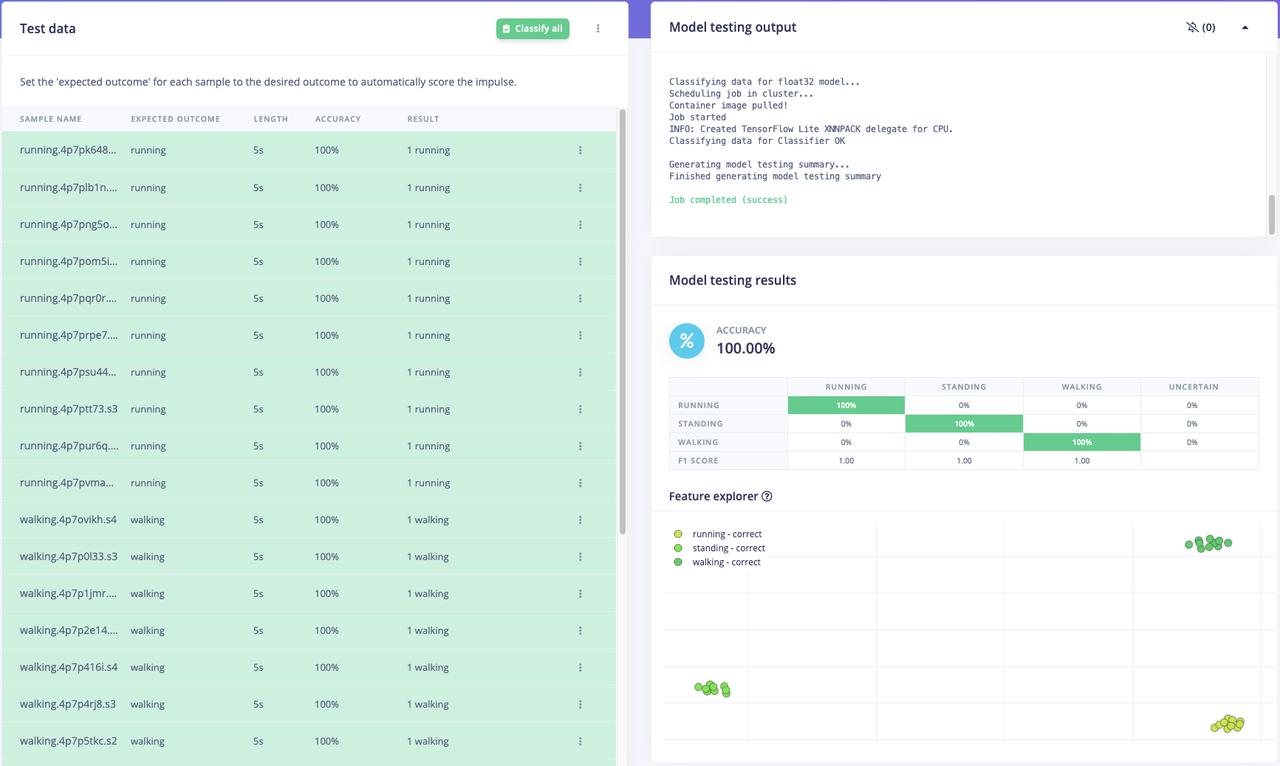 Test data
Classify all
Set the 'expected outcome' for each sample to the desired outcome to automatically score the impulse.
SAMPLE NAME EXPECTED OUTCOME LENGTH ACCURACY RESULT
running.4p7pk648... running 5s 100% 1 running
running.4p7plb1n.... running 5s 100% 1 running
running.4p7png5o... running 5s 100% 1 running
running.4p7pom5i... running 5s 100% 1 running
running.4p7pqr0r.... running 5s 100% 1 running
running.4p7prpe7.... running 5s 100% 1 running
running.4p7psu44... running 5s 100% 1 running
running.4p7ptt73.s3 running 5s 100% 1 running
running.4p7pur6q.... running 5s 100% 1 running
running.4p7pvma... running 5s 100% 1 running
walking.4p7ovikh.s4 walking 5s 100% 1 walking
walking.4p7p0l33.s3 walking 5s 100% 1 walking
walking.4p7p1jmr.... walking 5s 100% 1 walking
walking.4p7p2e14.... walking 5s 100% 1 walking
walking.4p7p416i.s4 walking 5s 100% 1 walking
walking.4p7p4rj8.s3 walking 5s 100% 1 walking
walking.4p7p5tkc.s2 walking 5s 100% 1 walking
Model testing output
(0)
Classifying data for float32 model...
Scheduling job in cluster...
Container image pulled!
Job started
INFO: Created TensorFlow Lite XNNPACK delegate for CPU.
Classifying data for Classifier OK
Generating model testing summary...
Finished generating model testing summary
Job completed (success)
Model testing results
%
ACCURACY
100.00%
RUNNING STANDING WALKING UNCERTAIN
RUNNING 100% 0% 0% 0%
STANDING 0% 100% 0% 0%
WALKING 0% 0% 100% 0%
F1 SCORE 1.00 1.00 1.00
Feature explorer ?
running - correct
standing - correct
walking - correct